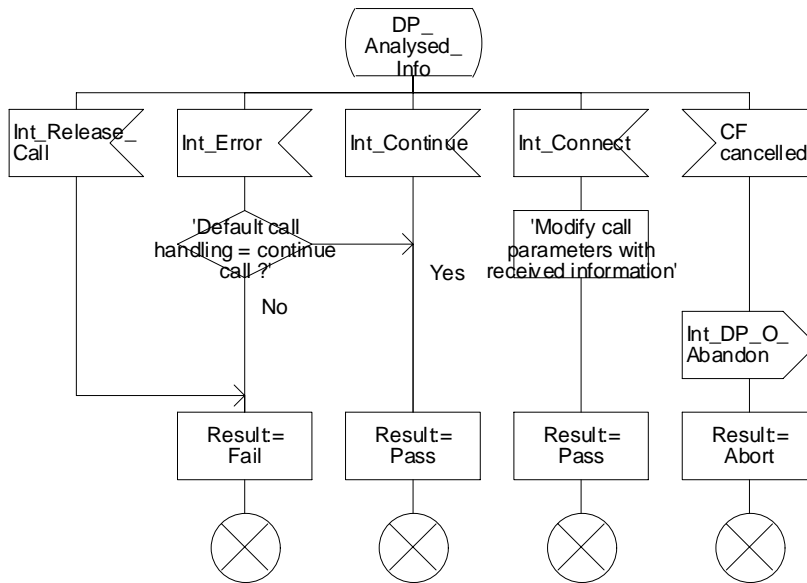 DP_
Analysed_
Info
Int_Release_
Call
Int_Error
Int_Continue
Int_Connect
CF
cancelled
'Default call
handling = continue
call ?'
'Modify call
parameters with
received information'
Yes
No
Int_DP_O_
Abandon
Result=
Fail
Result=
Pass
Result=
Pass
Result=
Abort